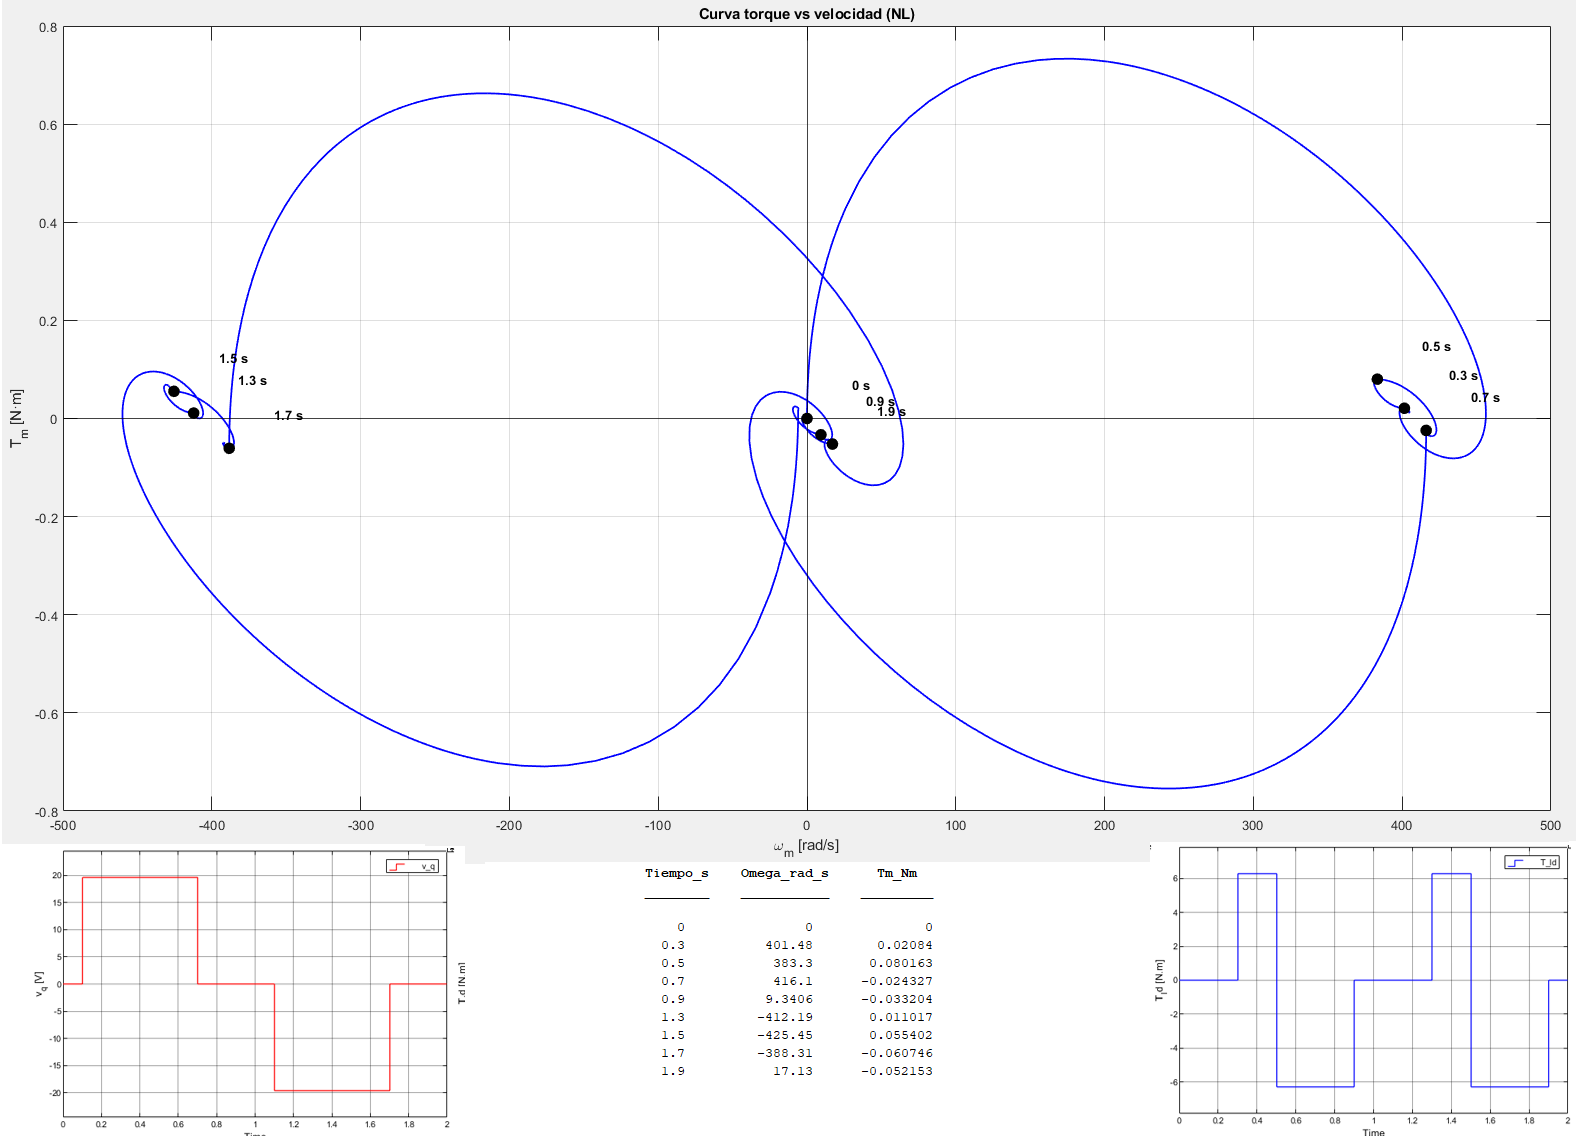 Curva torque vs velocidad (NL)
0.8
0.6
0.4
0.2
0
-0.2
-0.4
-0.6
-0.8
T_m [N·m]
1.5 s
1.3 s
1.7 s
0 s
0.9 s
1.9 s
0.5 s
0.3 s
0.7 s
-500 -400 -300 -200 -100 0 100 200 300 400 500
ω_m [rad/s]
v_q
20
15
10
5
0
-5
-10
-15
-20
v_q [V]
0 0.2 0.4 0.6 0.8 1 1.2 1.4 1.6 1.8 2
Time
Tiempo_s Omega_rad_s Tm_Nm
0 0 0
0.3 401.48 0.02084
0.5 383.3 0.080163
0.7 416.1 -0.024327
0.9 9.3406 -0.033204
1.3 -412.19 0.011017
1.5 -425.45 0.055402
1.7 -388.31 -0.060746
1.9 17.13 -0.052153
T_ld
6
4
2
0
-2
-4
-6
T_ld [N.m]
0 0.2 0.4 0.6 0.8 1 1.2 1.4 1.6 1.8 2
Time